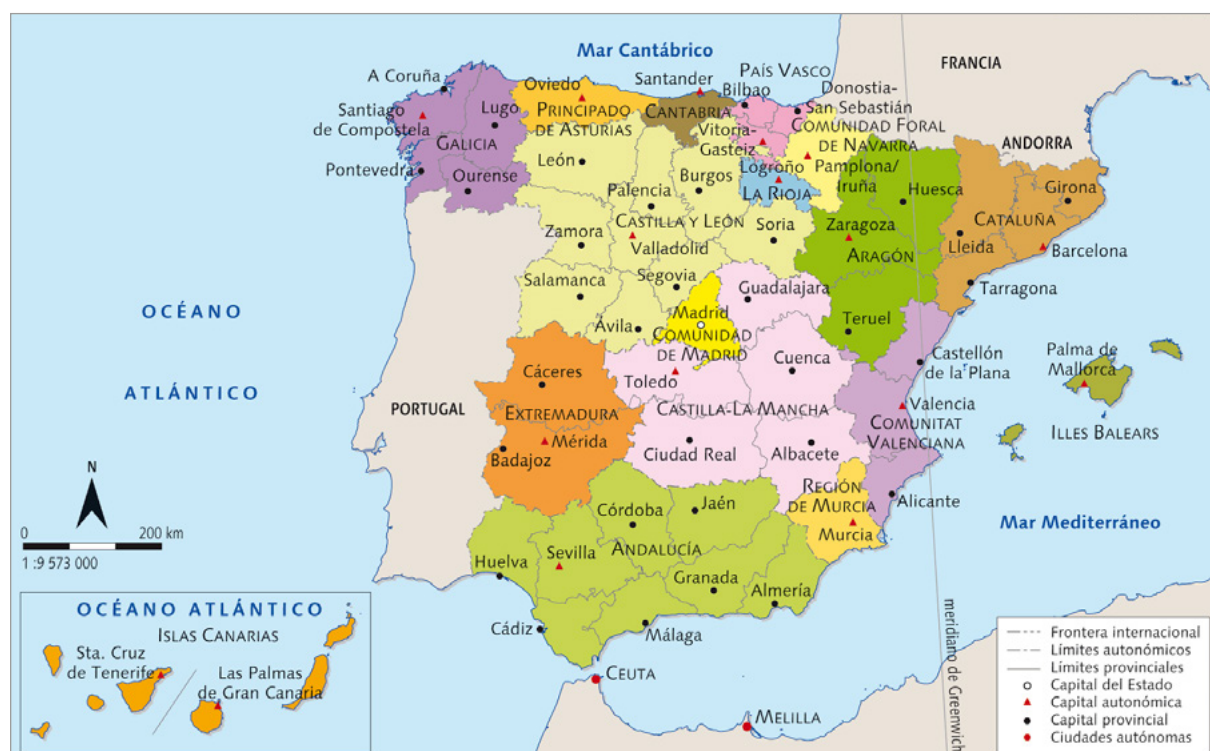 Mar Cantábrico
FRANCIA
A Coruña
Oviedo
Santander
PAÍS VASCO
Bilbao
Donostia-
San Sebastián
Santiago
de Compostela
Lugo
PRINCIPADO
DE ASTURIAS
CANTABRIA
Vitoria-
Gasteiz
COMUNIDAD FORAL
DE NAVARRA
Pamplona/
Iruña
ANDORRA
GALICIA
León
Burgos
Logroño
LA RIOJA
Huesca
Girona
Pontevedra
Ourense
Palencia
CATALUÑA
Zamora
CASTILLA Y LEÓN
Valladolid
Soria
Zaragoza
ARAGÓN
Lleida
Barcelona
Salamanca
Segovia
Guadalajara
Tarragona
OCÉANO
ATLÁNTICO
Ávila
Madrid
COMUNIDAD
DE MADRID
Teruel
Castellón
de la Plana
Palma de
Mallorca
Cáceres
Toledo
Cuenca
PORTUGAL
EXTREMADURA
CASTILLA-LA MANCHA
Valencia
COMUNITAT
VALENCIANA
ILLES BALEARS
Mérida
Badajoz
Ciudad Real
Albacete
N
0
200 km
1 :9 573 000
REGIÓN
DE MURCIA
Murcia
Alicante
Mar Mediterráneo
Córdoba
Jaén
Huelva
Sevilla
ANDALUCÍA
Granada
Almería
Cádiz
Málaga
CEUTA
MELILLA
meridiano de Greenwich
OCÉANO ATLÁNTICO
ISLAS CANARIAS
Sta. Cruz
de Tenerife
Las Palmas
de Gran Canaria
Frontera internacional
Límites autonómicos
Límites provinciales
Capital del Estado
Capital autonómica
Capital provincial
Ciudades autónomas